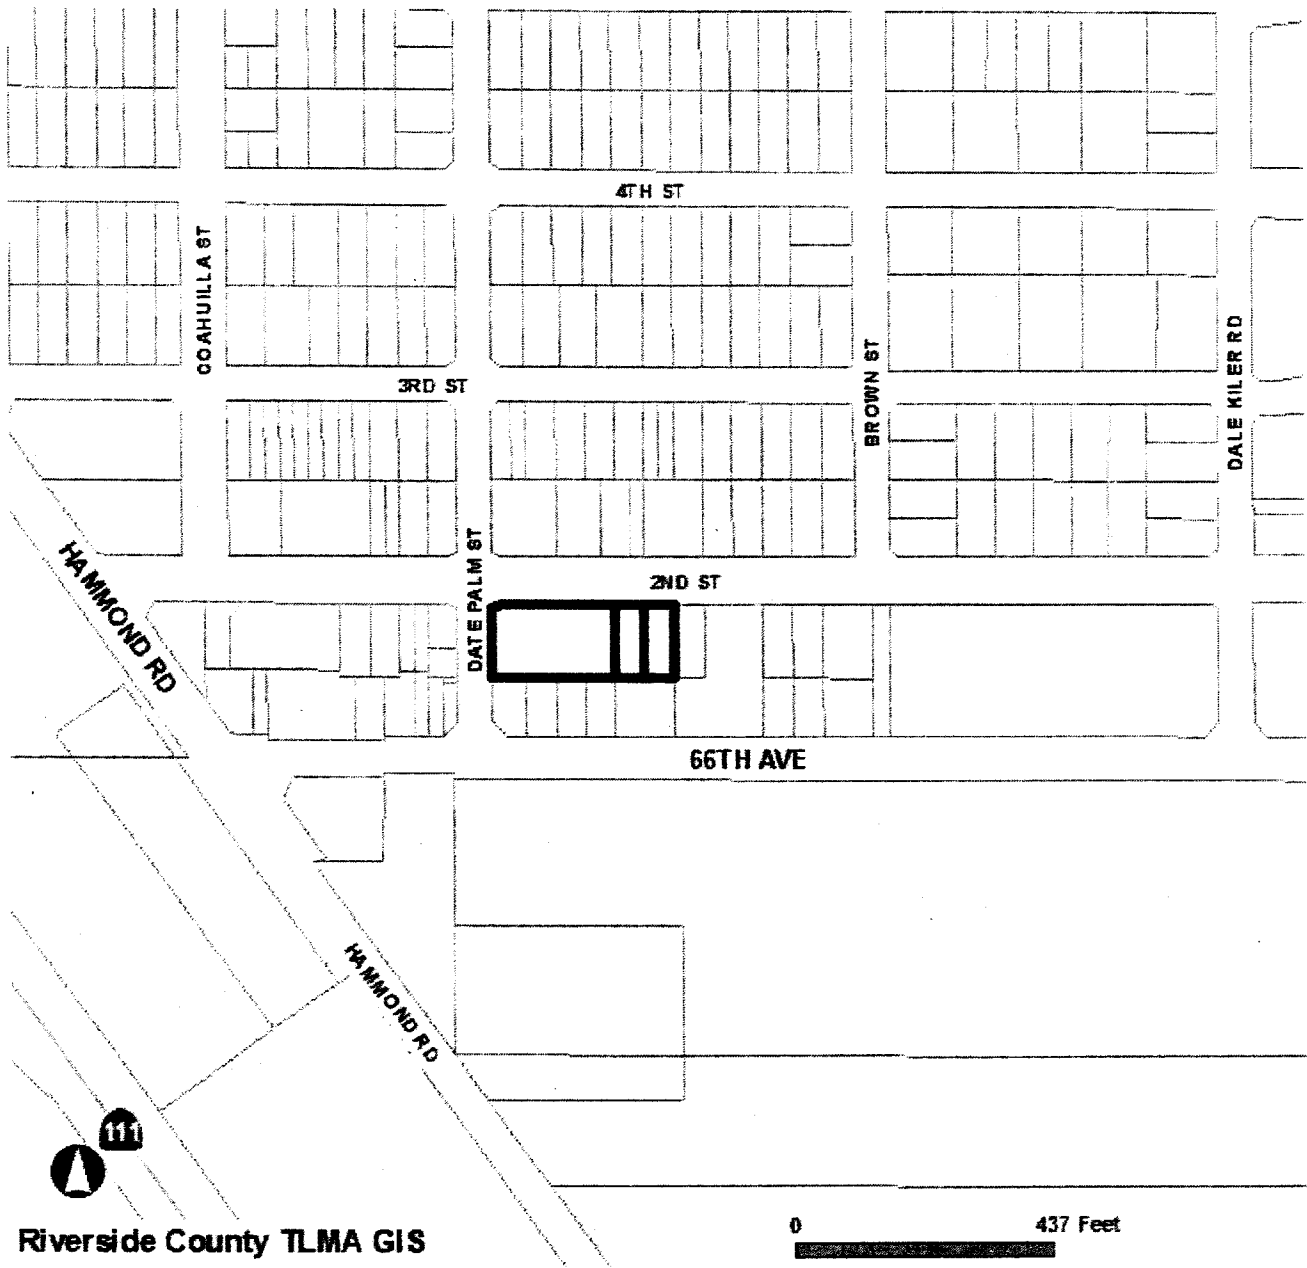 4TH ST
COAHUILLA ST
3RD ST
BROWN ST
DALE KILER RD
HAMMOND RD
DATE PALM ST
2ND ST
66TH AVE
HAMMOND RD
111
0 437 Feet
Riverside County TLMA GIS